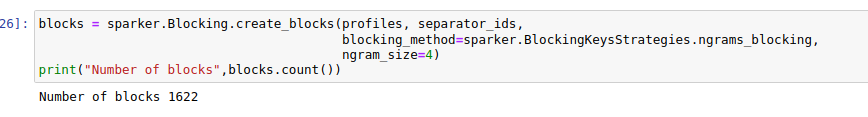 26]: blocks = sparker.Blocking.create_blocks(profiles, separator_ids,
blocking_method=sparker.BlockingKeysStrategies.ngrams_blocking,
ngram_size=4)
print("Number of blocks",blocks.count())
Number of blocks 1622